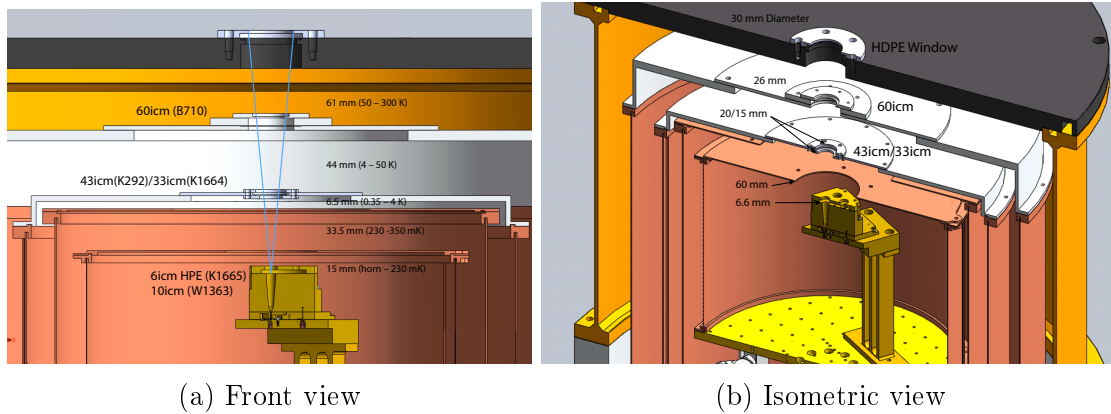 61 mm (50 – 300 K)
60icm (B710)
44 mm (4 – 50 K)
43icm(K292)/33icm(K1664)
6.5 mm (0.35 – 4 K)
33.5 mm (230 -350 mK)
15 mm (horn – 230 mK)
6icm HPE (K1665)
10icm (W1363)
30 mm Diameter
HDPE Window
26 mm
60icm
20/15 mm
43icm/33icm
60 mm
6.6 mm
(a) Front view
(b) Isometric view